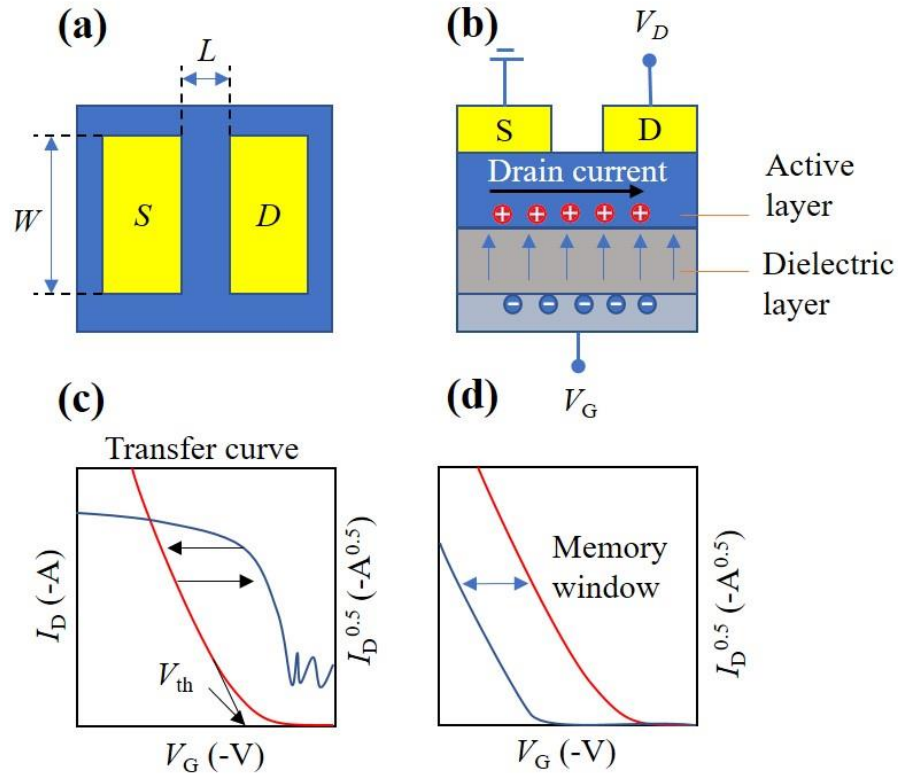 (a)
L
W
S
D
(b)
V_D
S
D
Drain current
+ + + + +
Active
layer
Dielectric
layer
− − − − −
V_G
(c)
Transfer curve
I_D (-A)
I_D^0.5 (-A^0.5)
V_th
V_G (-V)
(d)
Memory
window
I_D^0.5 (-A^0.5)
V_G (-V)